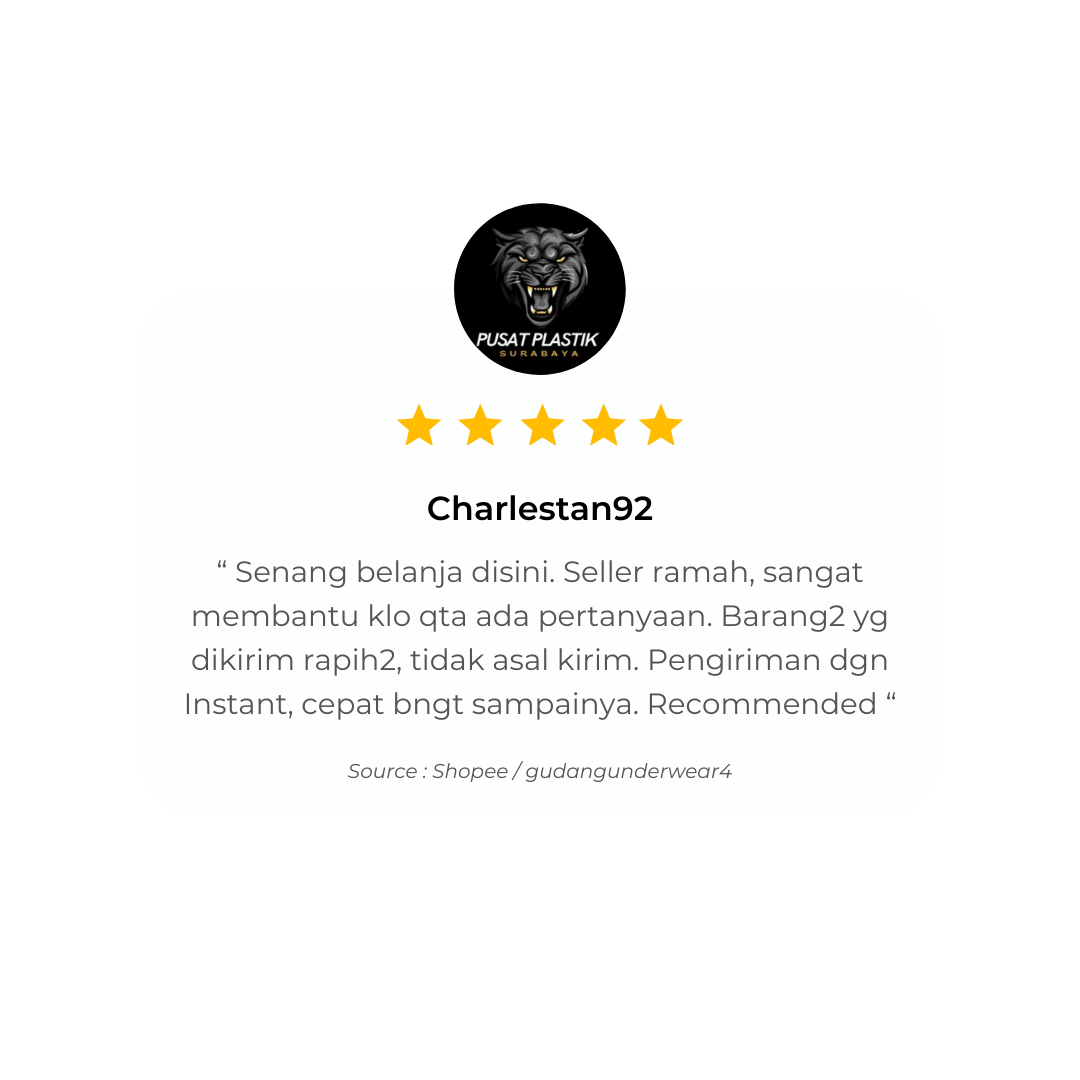 PUSAT PLASTIK
SURABAYA
Charlestan92
“ Senang belanja disini. Seller ramah, sangat
membantu klo qta ada pertanyaan. Barang2 yg
dikirim rapih2, tidak asal kirim. Pengiriman dgn
Instant, cepat bngt sampainya. Recommended “
Source : Shopee / gudangunderwear4